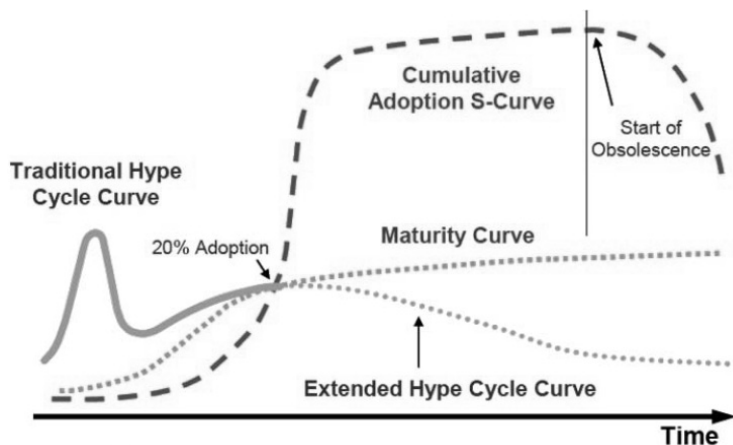 Cumulative
Adoption S-Curve
Start of
Obsolescence
Traditional Hype
Cycle Curve
20% Adoption
Maturity Curve
Extended Hype Cycle Curve
Time